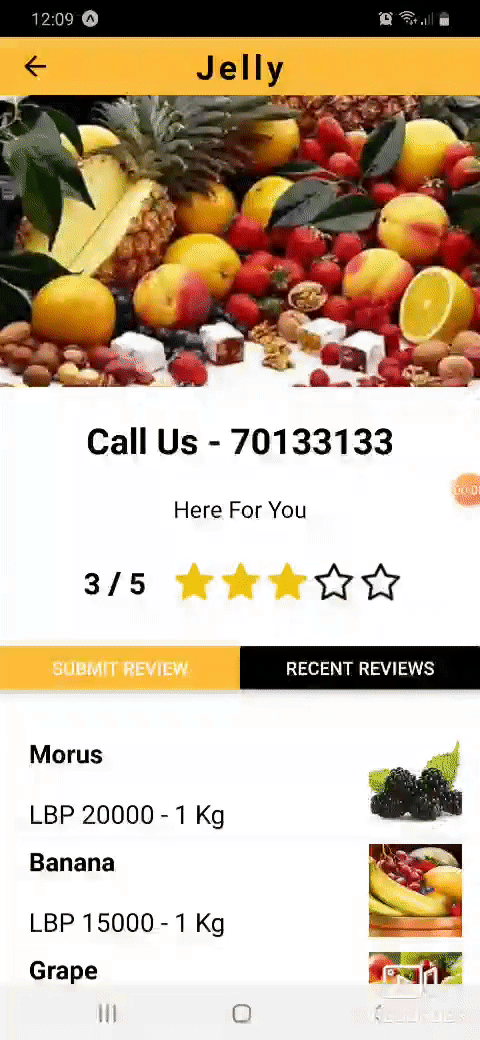 12:09
Jelly
Call Us - 70133133
Here For You
3 / 5
SUBMIT REVIEW
RECENT REVIEWS
Morus
LBP 20000 - 1 Kg
Banana
LBP 15000 - 1 Kg
Grape